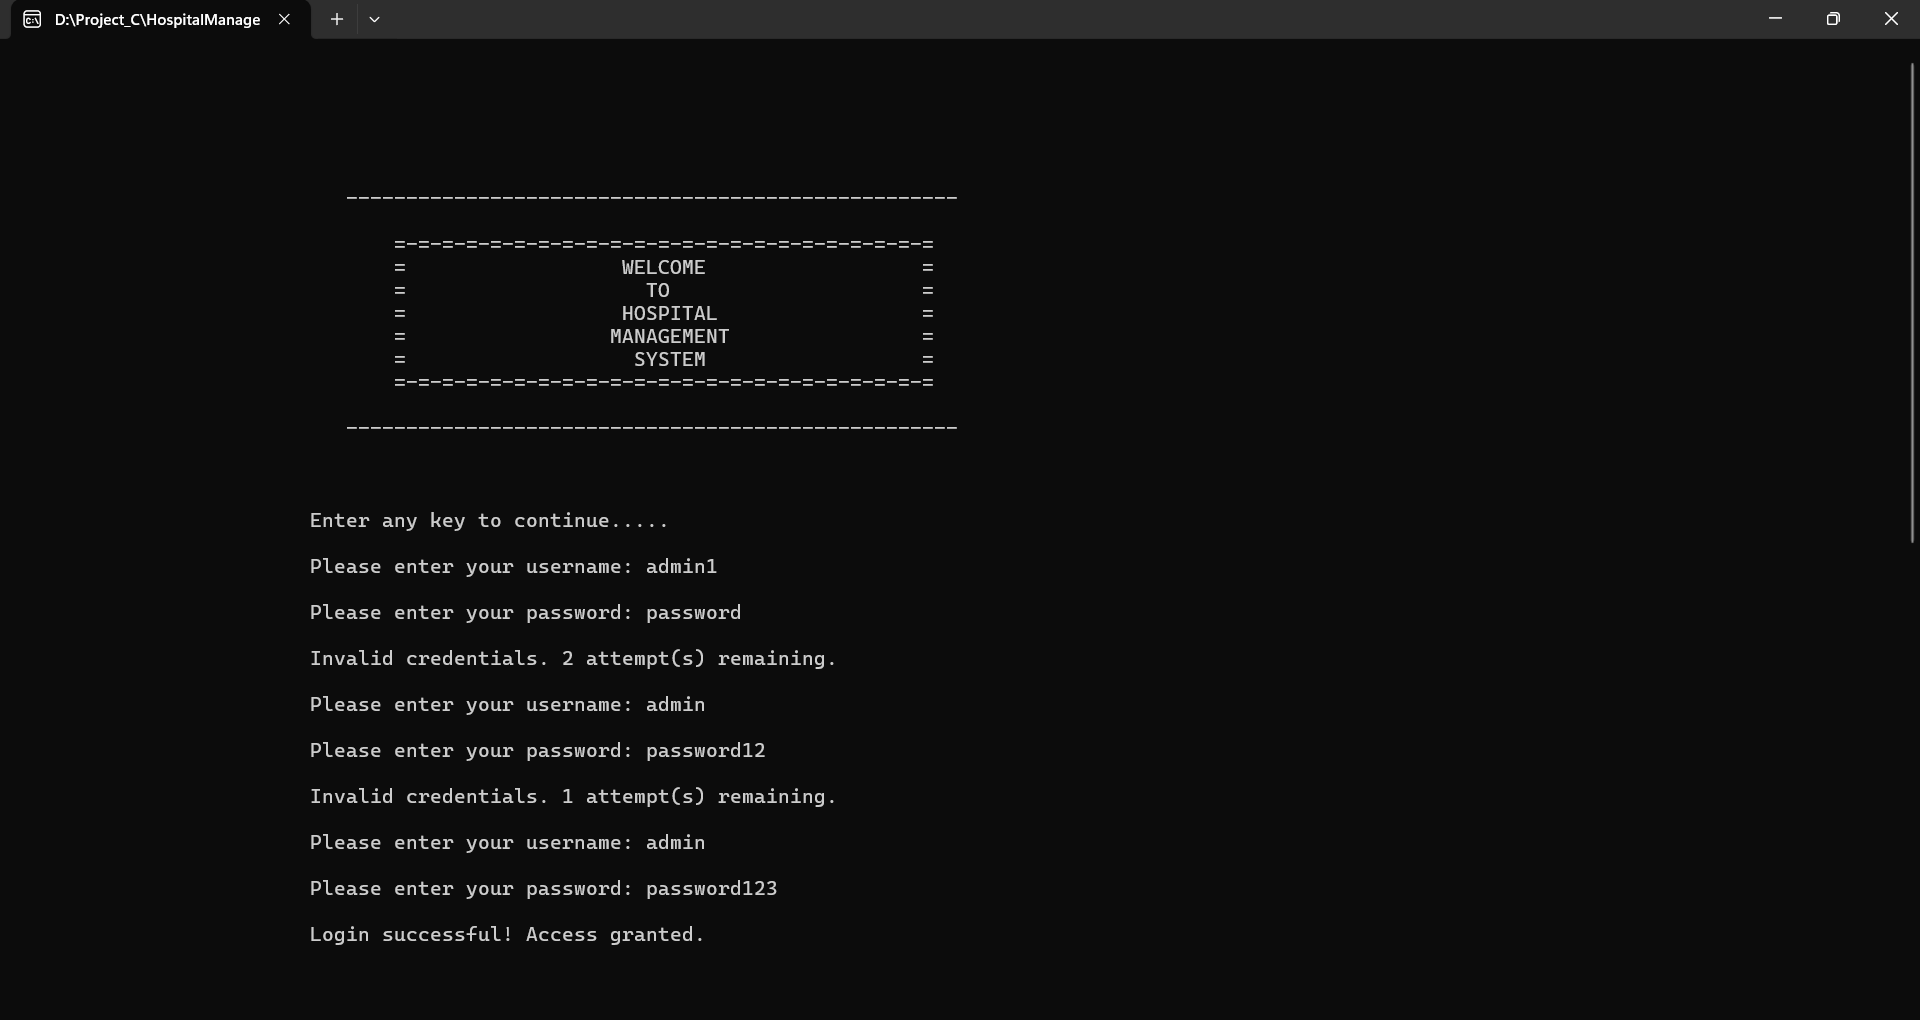 D:\Project_C\HospitalManage
-----------------------------------------------------
=-=-=-=-=-=-=-=-=-=-=-=-=-=-=-=-=-=-=-=-=-=-=
= WELCOME =
= TO =
= HOSPITAL =
= MANAGEMENT =
= SYSTEM =
=-=-=-=-=-=-=-=-=-=-=-=-=-=-=-=-=-=-=-=-=-=-=
-----------------------------------------------------
Enter any key to continue.....
Please enter your username: admin1
Please enter your password: password
Invalid credentials. 2 attempt(s) remaining.
Please enter your username: admin
Please enter your password: password12
Invalid credentials. 1 attempt(s) remaining.
Please enter your username: admin
Please enter your password: password123
Login successful! Access granted.